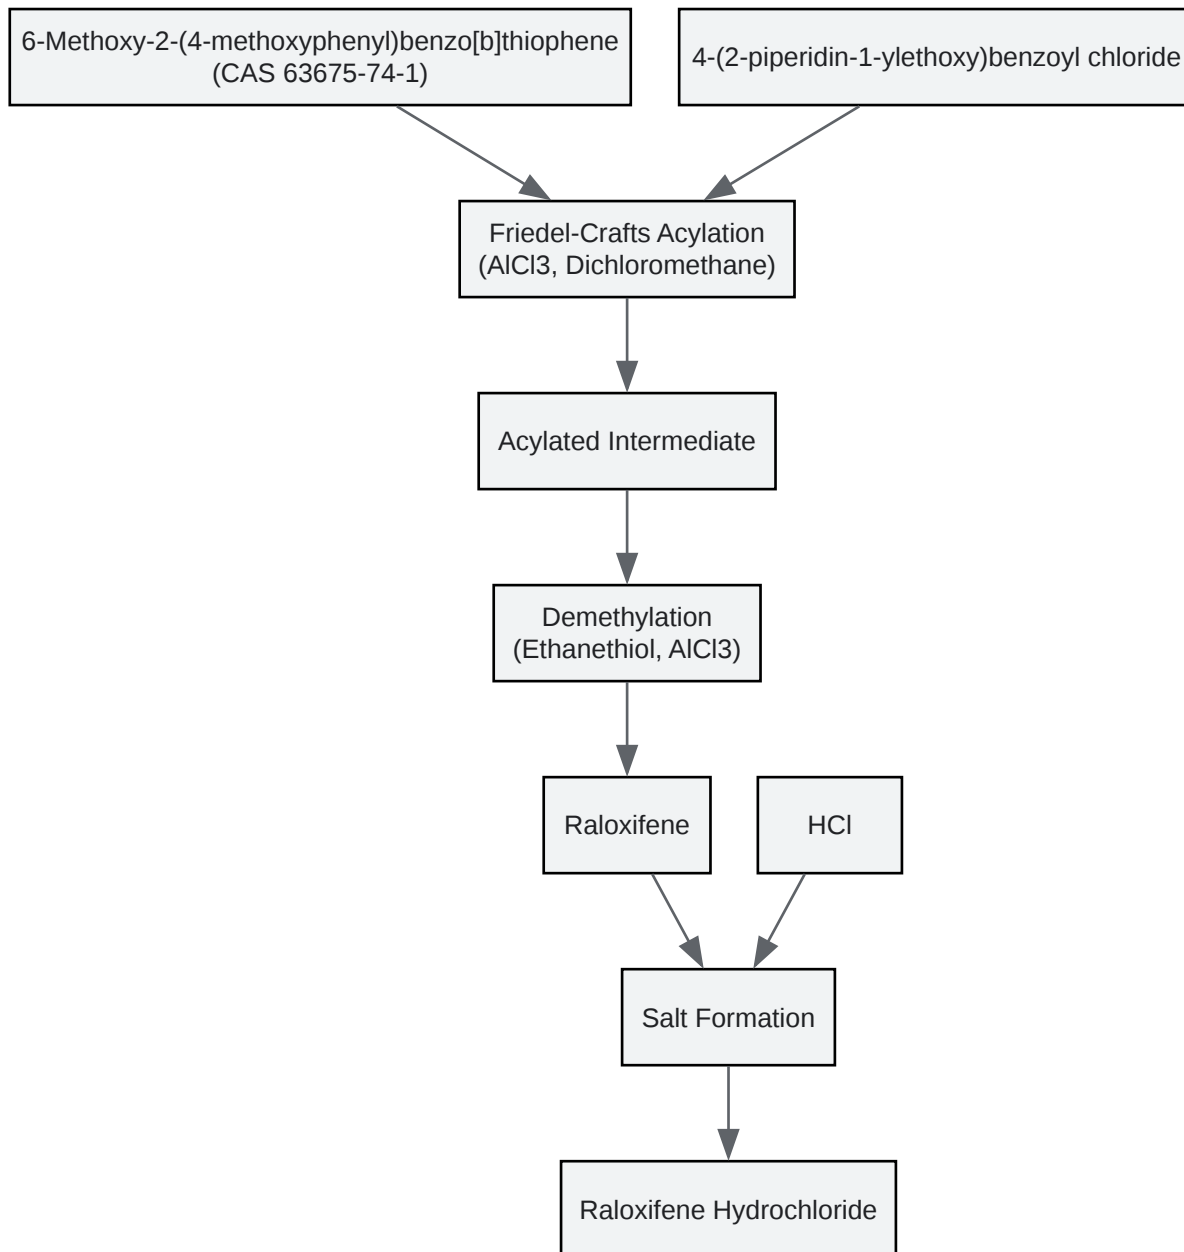 6-Methoxy-2-(4-methoxyphenyl)benzo[b]thiophene
(CAS 63675-74-1)
4-(2-piperidin-1-ylethoxy)benzoyl chloride
Friedel-Crafts Acylation
(AlCl3, Dichloromethane)
Acylated Intermediate
Demethylation
(Ethanethiol, AlCl3)
Raloxifene
HCl
Salt Formation
Raloxifene Hydrochloride